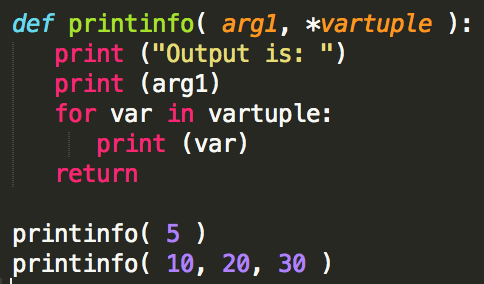 def printinfo( arg1, *vartuple ):
   print ("Output is: ")
   print (arg1)
   for var in vartuple:
      print (var)
   return

printinfo( 5 )
printinfo( 10, 20, 30 )